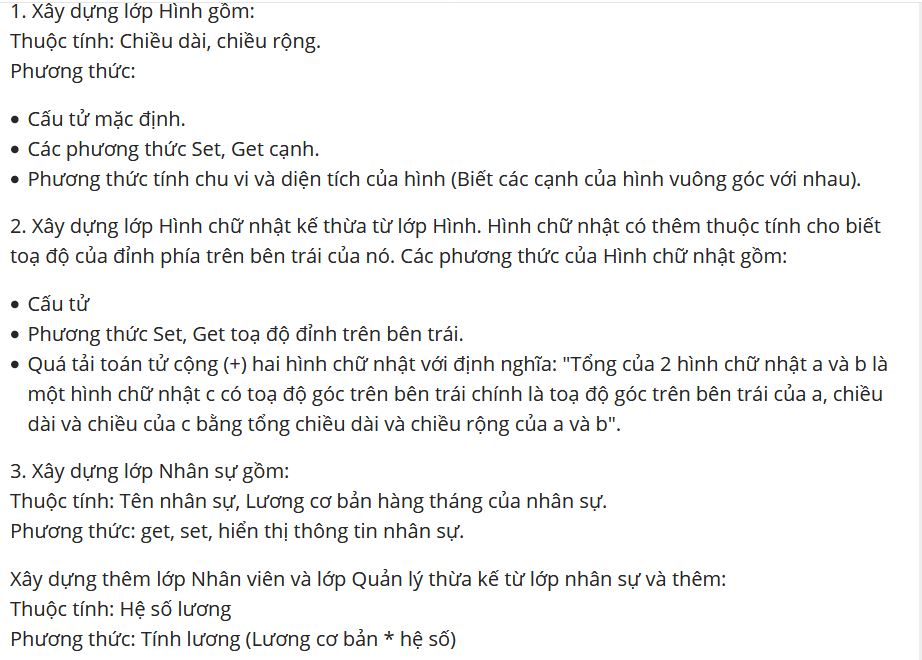 1. Xây dựng lớp Hình gồm:
Thuộc tính: Chiều dài, chiều rộng.
Phương thức:
• Cấu tử mặc định.
• Các phương thức Set, Get cạnh.
• Phương thức tính chu vi và diện tích của hình (Biết các cạnh của hình vuông góc với nhau).
2. Xây dựng lớp Hình chữ nhật kế thừa từ lớp Hình. Hình chữ nhật có thêm thuộc tính cho biết
toạ độ của đỉnh phía trên bên trái của nó. Các phương thức của Hình chữ nhật gồm:
• Cấu tử
• Phương thức Set, Get toạ độ đỉnh trên bên trái.
• Quá tải toán tử cộng (+) hai hình chữ nhật với định nghĩa: "Tổng của 2 hình chữ nhật a và b là
một hình chữ nhật c có toạ độ góc trên bên trái chính là toạ độ góc trên bên trái của a, chiều
dài và chiều của c bằng tổng chiều dài và chiều rộng của a và b".
3. Xây dựng lớp Nhân sự gồm:
Thuộc tính: Tên nhân sự, Lương cơ bản hàng tháng của nhân sự.
Phương thức: get, set, hiển thị thông tin nhân sự.
Xây dựng thêm lớp Nhân viên và lớp Quản lý thừa kế từ lớp nhân sự và thêm:
Thuộc tính: Hệ số lương
Phương thức: Tính lương (Lương cơ bản * hệ số)